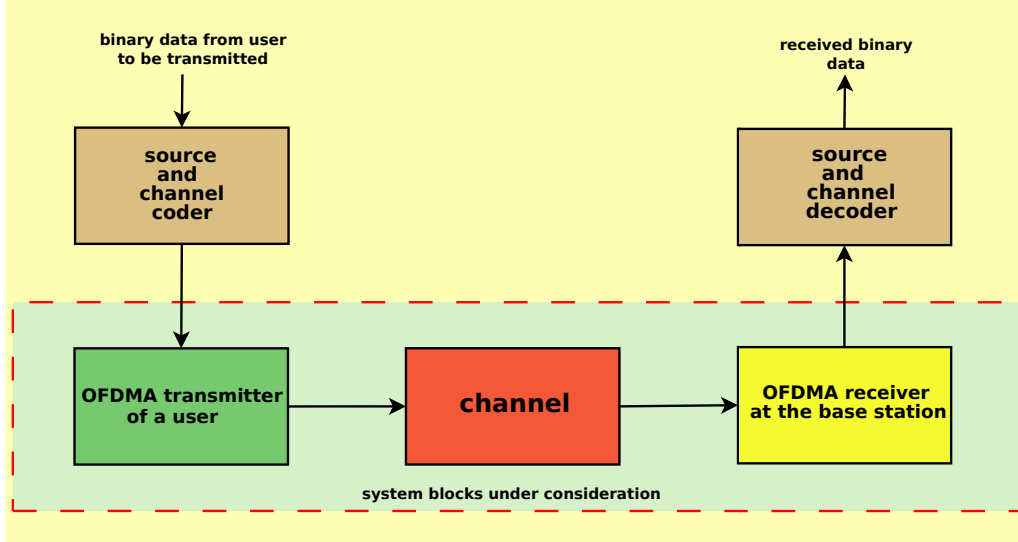 binary data from user
to be transmitted
received binary
data
source
and
channel
coder
source
and
channel
decoder
OFDMA transmitter
of a user
channel
OFDMA receiver
at the base station
system blocks under consideration